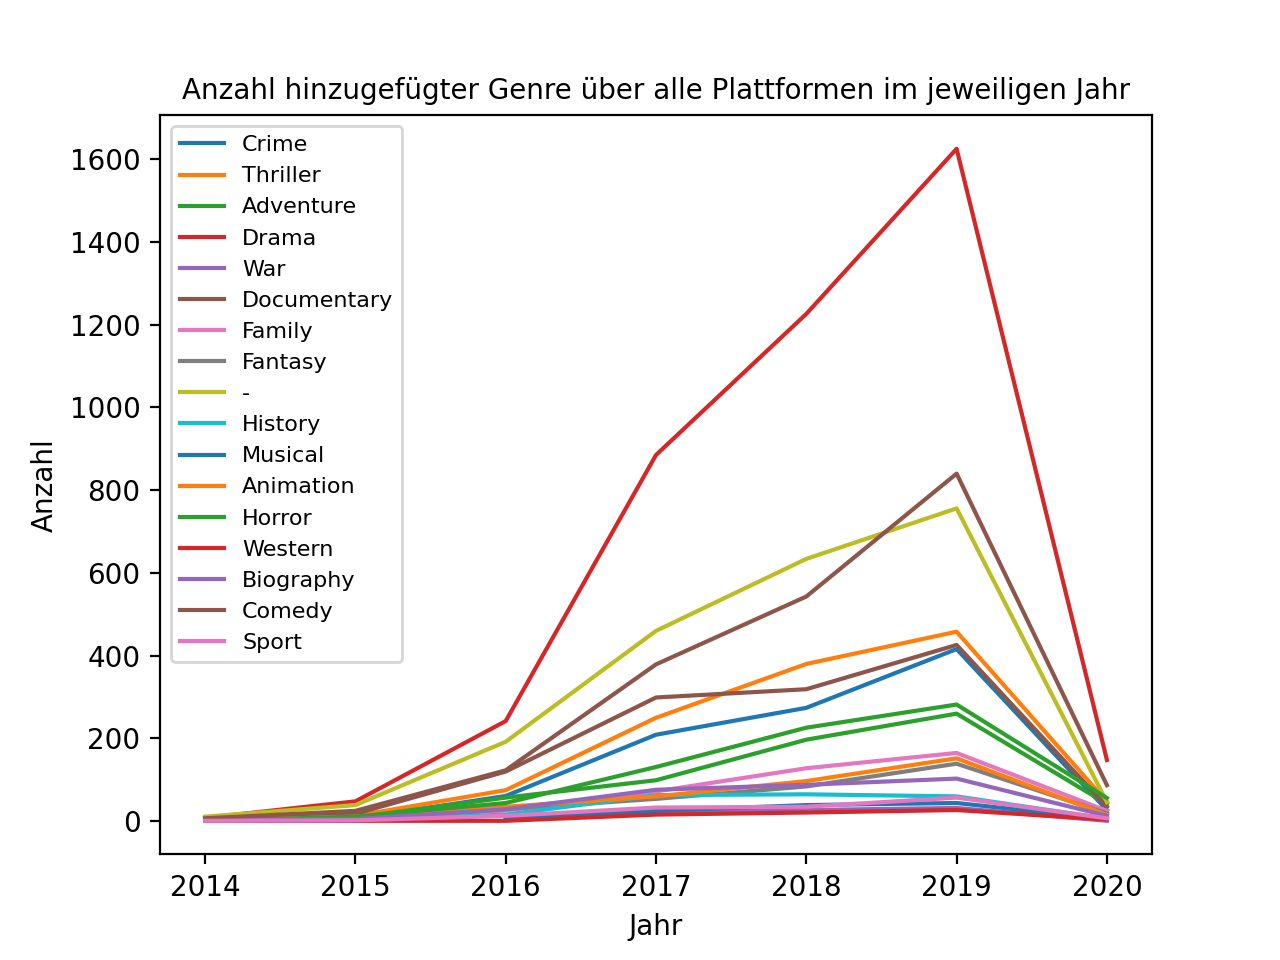 Anzahl hinzugefügter Genre über alle Plattformen im jeweiligen Jahr
Crime
Thriller
Adventure
Drama
War
Documentary
Family
Fantasy
-
History
Musical
Animation
Horror
Western
Biography
Comedy
Sport
1600
1400
1200
1000
800
600
400
200
0
Anzahl
2014 2015 2016 2017 2018 2019 2020
Jahr